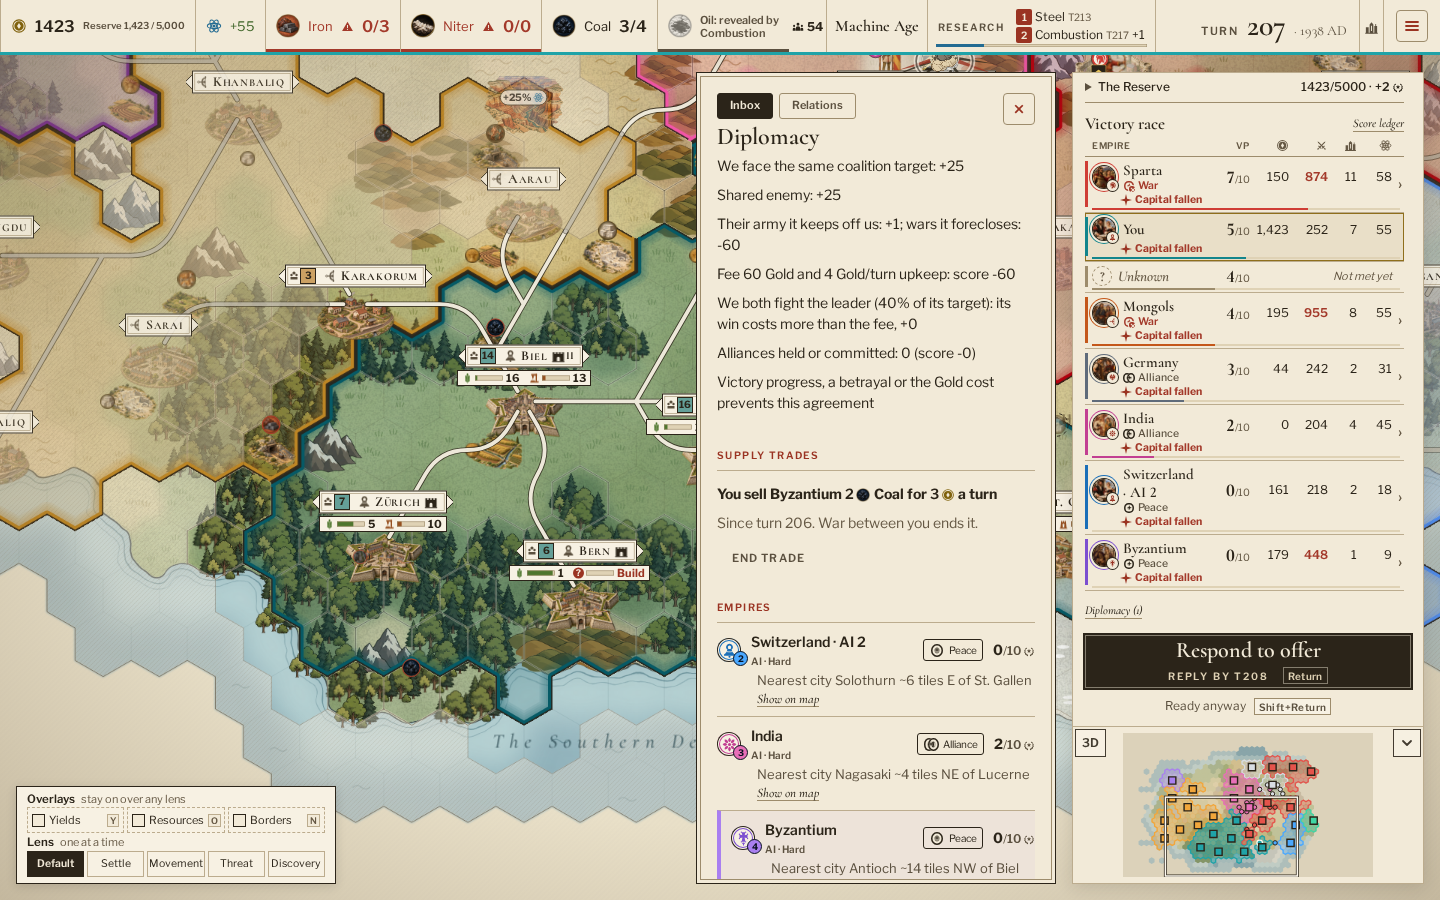 1423 Reserve 1,423 / 5,000
+55
Iron 0/3
Niter 0/0
Coal 3/4
Oil: revealed by Combustion
54
Machine Age
RESEARCH
1 Steel T213
2 Combustion T217 +1
TURN 207 · 1938 AD
Khanbaliq
+25%
Aarau
3 Karakorum
Sarai
14 Biel II
16 13
16
7 Zürich
5 10
6 Bern
1 ? Build
The Southern De
Overlays stay on over any lens
Yields Y
Resources O
Borders N
Lens one at a time
Default
Settle
Movement
Threat
Discovery
Inbox
Relations
×
Diplomacy
We face the same coalition target: +25
Shared enemy: +25
Their army it keeps off us: +1; wars it forecloses:
-60
Fee 60 Gold and 4 Gold/turn upkeep: score -60
We both fight the leader (40% of its target): its
win costs more than the fee, +0
Alliances held or committed: 0 (score -0)
Victory progress, a betrayal or the Gold cost
prevents this agreement
SUPPLY TRADES
You sell Byzantium 2 Coal for 3 a turn
Since turn 206. War between you ends it.
END TRADE
EMPIRES
Switzerland · AI 2
2 AI · Hard
Peace 0/10
Nearest city Solothurn ~6 tiles E of St. Gallen
Show on map
India
3 AI · Hard
Alliance 2/10
Nearest city Nagasaki ~4 tiles NE of Lucerne
Show on map
Byzantium
4 AI · Hard
Peace 0/10
Nearest city Antioch ~14 tiles NW of Biel
The Reserve 1423/5000 · +2
Victory race Score ledger
EMPIRE VP
Sparta 7/10 150 874 11 58
War
Capital fallen
You 5/10 1,423 252 7 55
Capital fallen
? Unknown 4/10 Not met yet
Mongols 4/10 195 955 8 55
War
Capital fallen
Germany 3/10 44 242 2 31
Alliance
Capital fallen
India 2/10 0 204 4 45
Alliance
Capital fallen
Switzerland
· AI 2 0/10 161 218 2 18
Peace
Capital fallen
Byzantium 0/10 179 448 1 9
Peace
Capital fallen
Diplomacy (1)
Respond to offer
REPLY BY T208 Return
Ready anyway Shift+Return
3D